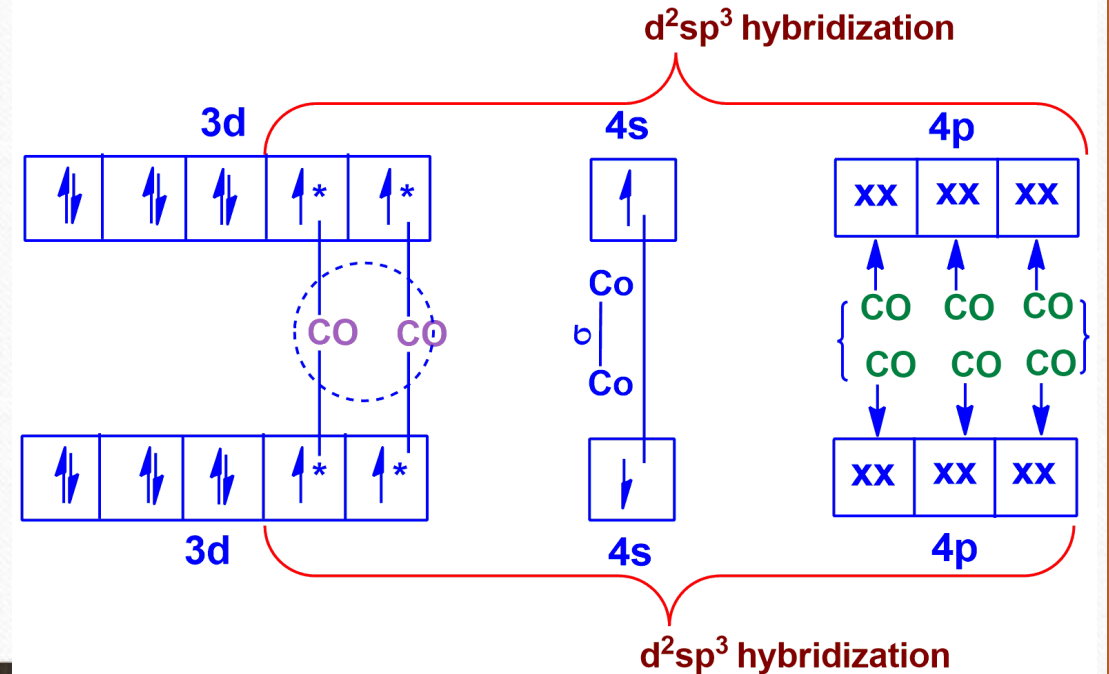 d²sp³ hybridization
3d 4s 4p
* * xx xx xx
Co CO CO CO
CO CO σ
Co CO CO CO
* * xx xx xx
3d 4s 4p
d²sp³ hybridization